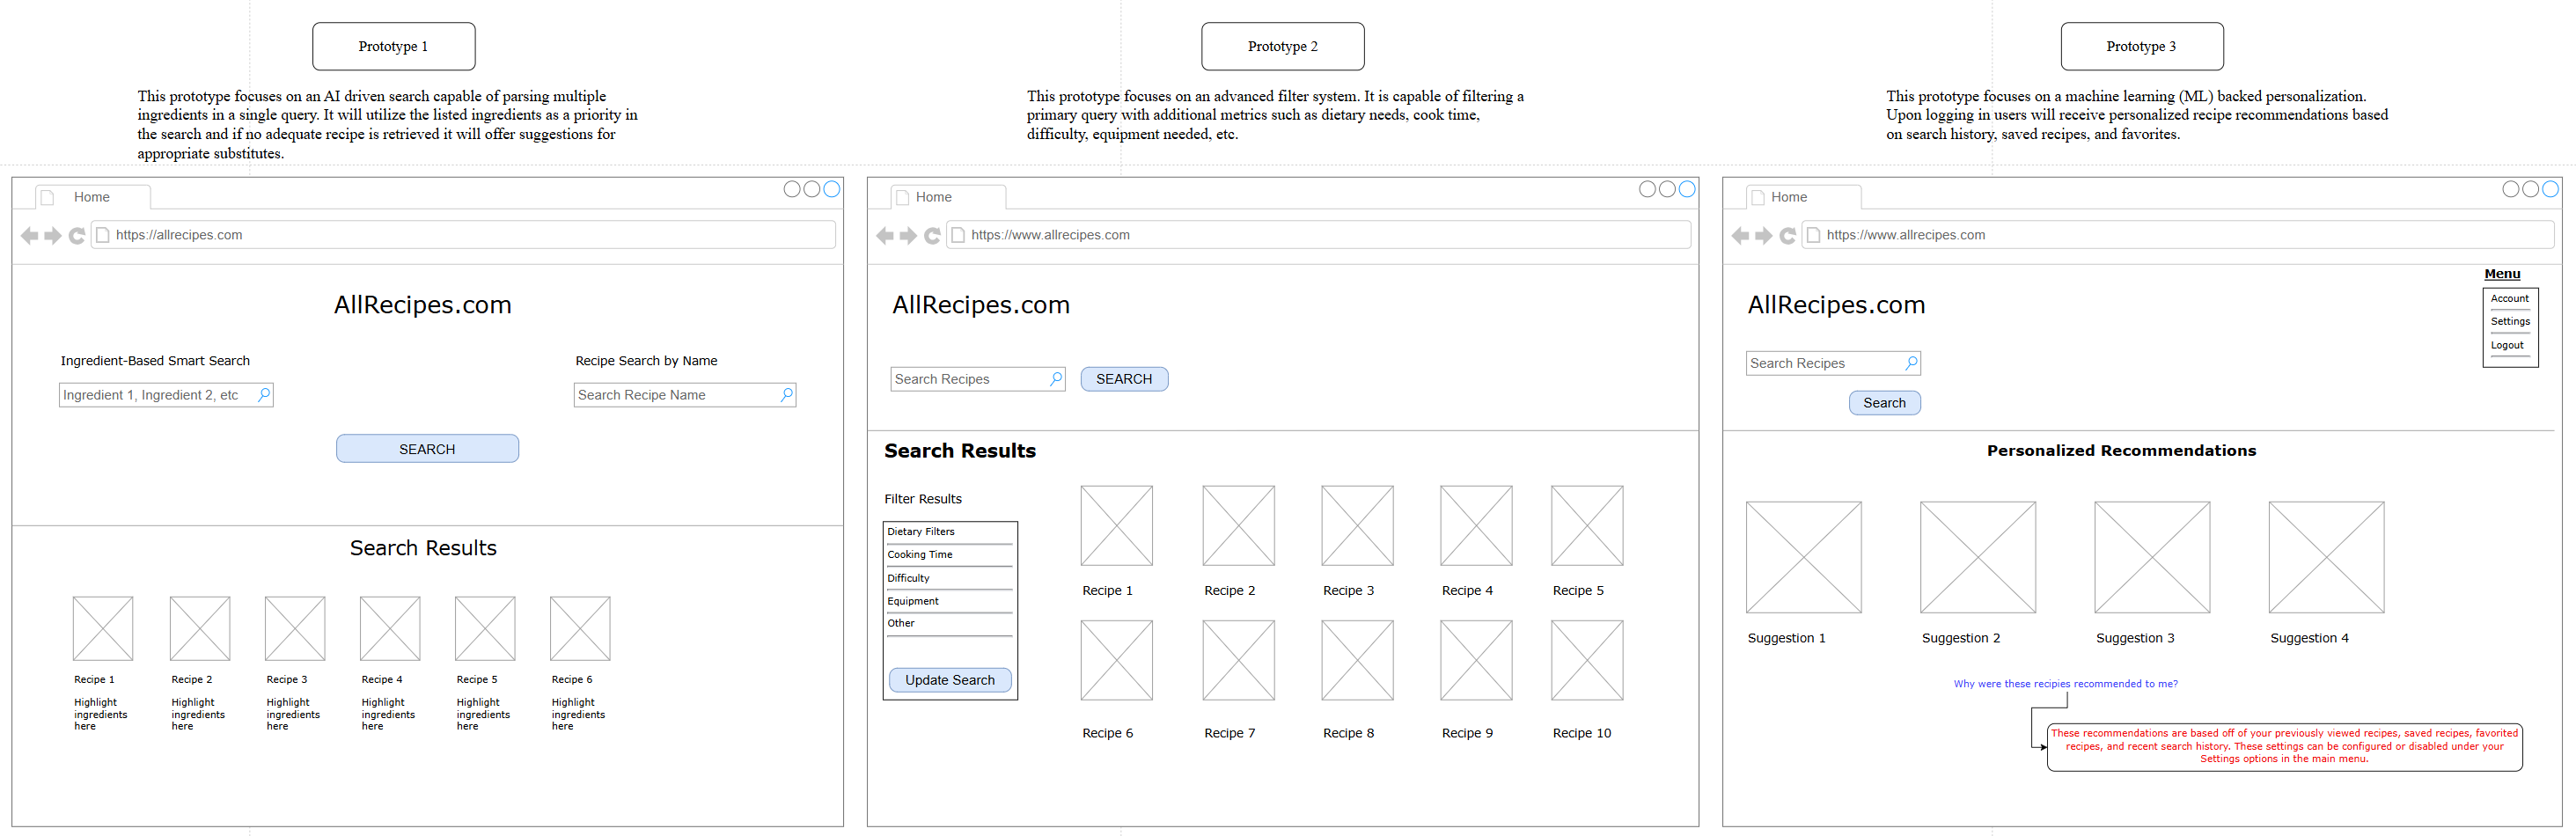 Prototype 1
This prototype focuses on an AI driven search capable of parsing multiple
ingredients in a single query. It will utilize the listed ingredients as a priority in
the search and if no adequate recipe is retrieved it will offer suggestions for
appropriate substitutes.
Home
https://allrecipes.com
AllRecipes.com
Ingredient-Based Smart Search
Recipe Search by Name
Ingredient 1, Ingredient 2, etc
Search Recipe Name
SEARCH
Search Results
Recipe 1
Recipe 2
Recipe 3
Recipe 4
Recipe 5
Recipe 6
Highlight
ingredients
here
Highlight
ingredients
here
Highlight
ingredients
here
Highlight
ingredients
here
Highlight
ingredients
here
Highlight
ingredients
here
Prototype 2
This prototype focuses on an advanced filter system. It is capable of filtering a
primary query with additional metrics such as dietary needs, cook time,
difficulty, equipment needed, etc.
Home
https://www.allrecipes.com
AllRecipes.com
Search Recipes
SEARCH
Search Results
Filter Results
Dietary Filters
Cooking Time
Difficulty
Equipment
Other
Update Search
Recipe 1
Recipe 2
Recipe 3
Recipe 4
Recipe 5
Recipe 6
Recipe 7
Recipe 8
Recipe 9
Recipe 10
Prototype 3
This prototype focuses on a machine learning (ML) backed personalization.
Upon logging in users will receive personalized recipe recommendations based
on search history, saved recipes, and favorites.
Home
https://www.allrecipes.com
Menu
Account
Settings
Logout
AllRecipes.com
Search Recipes
Search
Personalized Recommendations
Suggestion 1
Suggestion 2
Suggestion 3
Suggestion 4
Why were these recipies recommended to me?
These recommendations are based off of your previously viewed recipes, saved recipes, favorited
recipes, and recent search history. These settings can be configured or disabled under your
Settings options in the main menu.